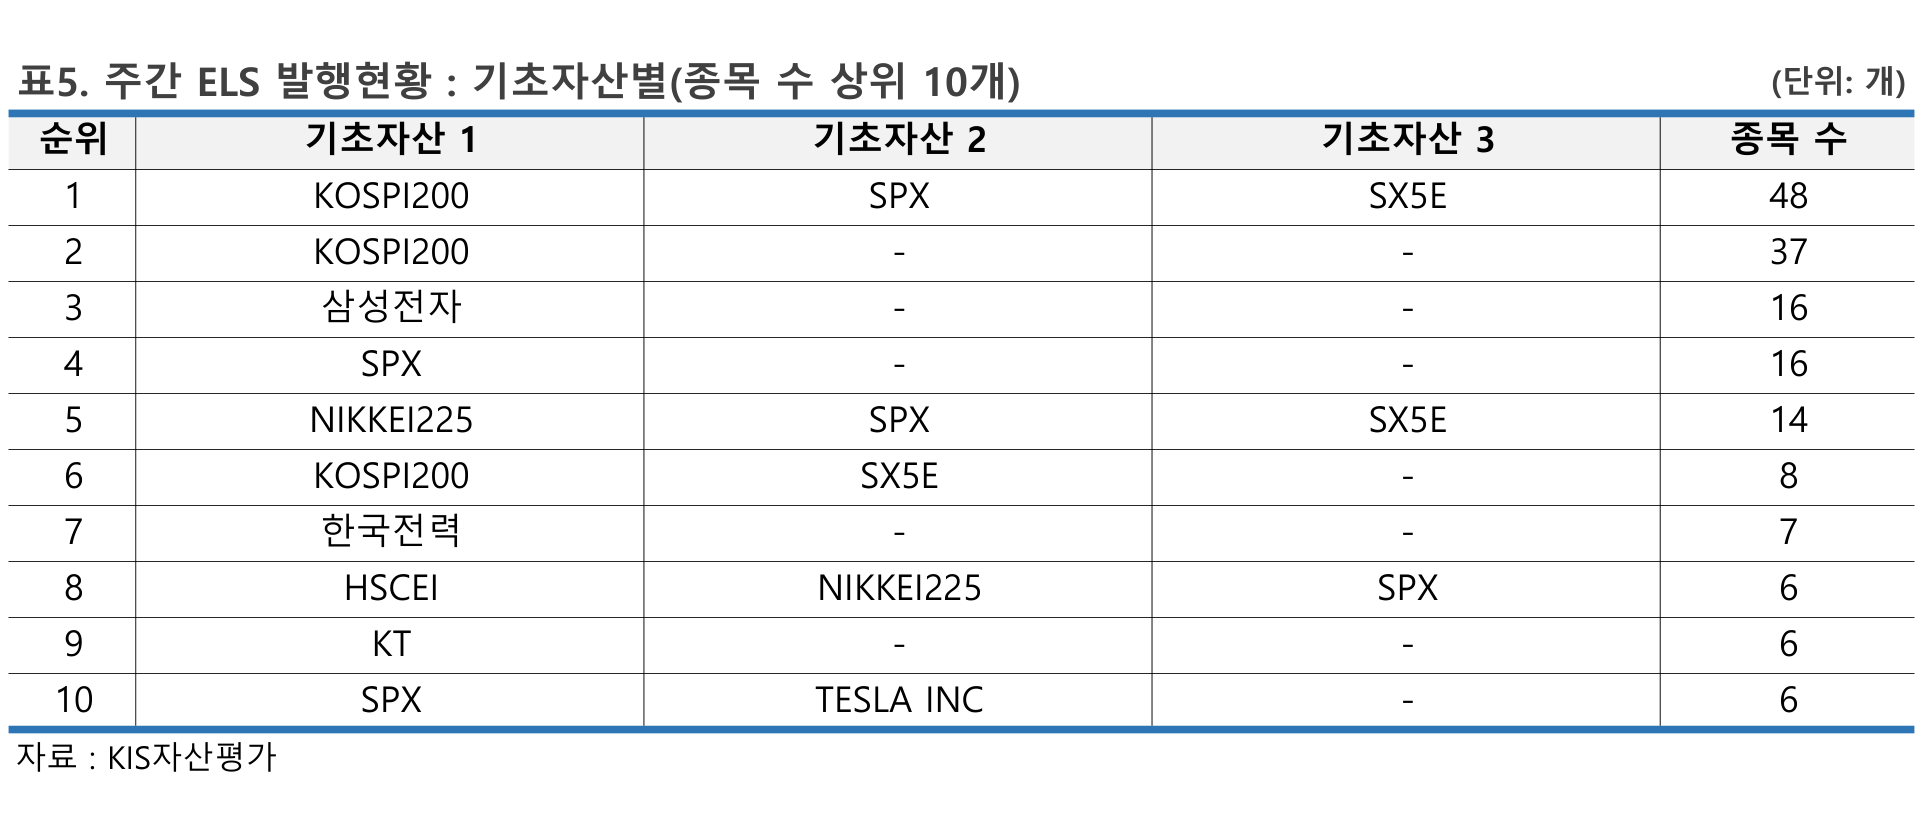 표5. 주간 ELS 발행현황 : 기초자산별(종목 수 상위 10개) (단위: 개)
순위 기초자산 1 기초자산 2 기초자산 3 종목 수
1 KOSPI200 SPX SX5E 48
2 KOSPI200 - - 37
3 삼성전자 - - 16
4 SPX - - 16
5 NIKKEI225 SPX SX5E 14
6 KOSPI200 SX5E - 8
7 한국전력 - - 7
8 HSCEI NIKKEI225 SPX 6
9 KT - - 6
10 SPX TESLA INC - 6
자료 : KIS자산평가